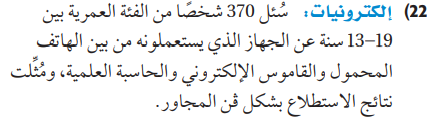 22) إلكترونيات: سُئل 370 شخصًا من الفئة العمرية بين
13–19 سنة عن الجهاز الذي يستعملونه من بين الهاتف
المحمول والقاموس الإلكتروني والحاسبة العلمية، ومُثِّلت
نتائج الاستطلاع بشكل ڤن المجاور.